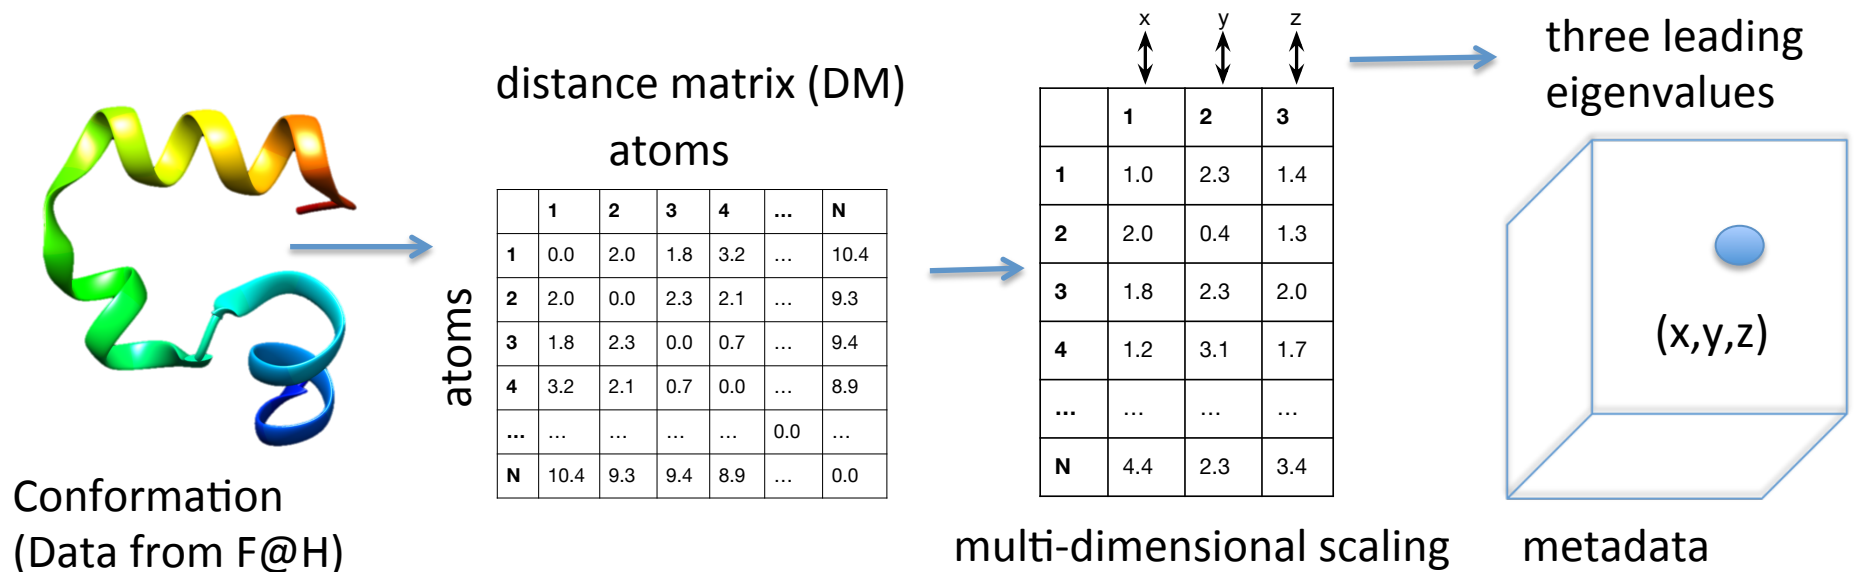 Conformation
(Data from F@H)
distance matrix (DM)
atoms
atoms
1 2 3 4 ... N
1 0.0 2.0 1.8 3.2 ... 10.4
2 2.0 0.0 2.3 2.1 ... 9.3
3 1.8 2.3 0.0 0.7 ... 9.4
4 3.2 2.1 0.7 0.0 ... 8.9
... ... ... ... ... 0.0 ...
N 10.4 9.3 9.4 8.9 ... 0.0
x y z
1 2 3
1 1.0 2.3 1.4
2 2.0 0.4 1.3
3 1.8 2.3 2.0
4 1.2 3.1 1.7
... ... ... ...
N 4.4 2.3 3.4
multi-dimensional scaling
three leading
eigenvalues
(x,y,z)
metadata